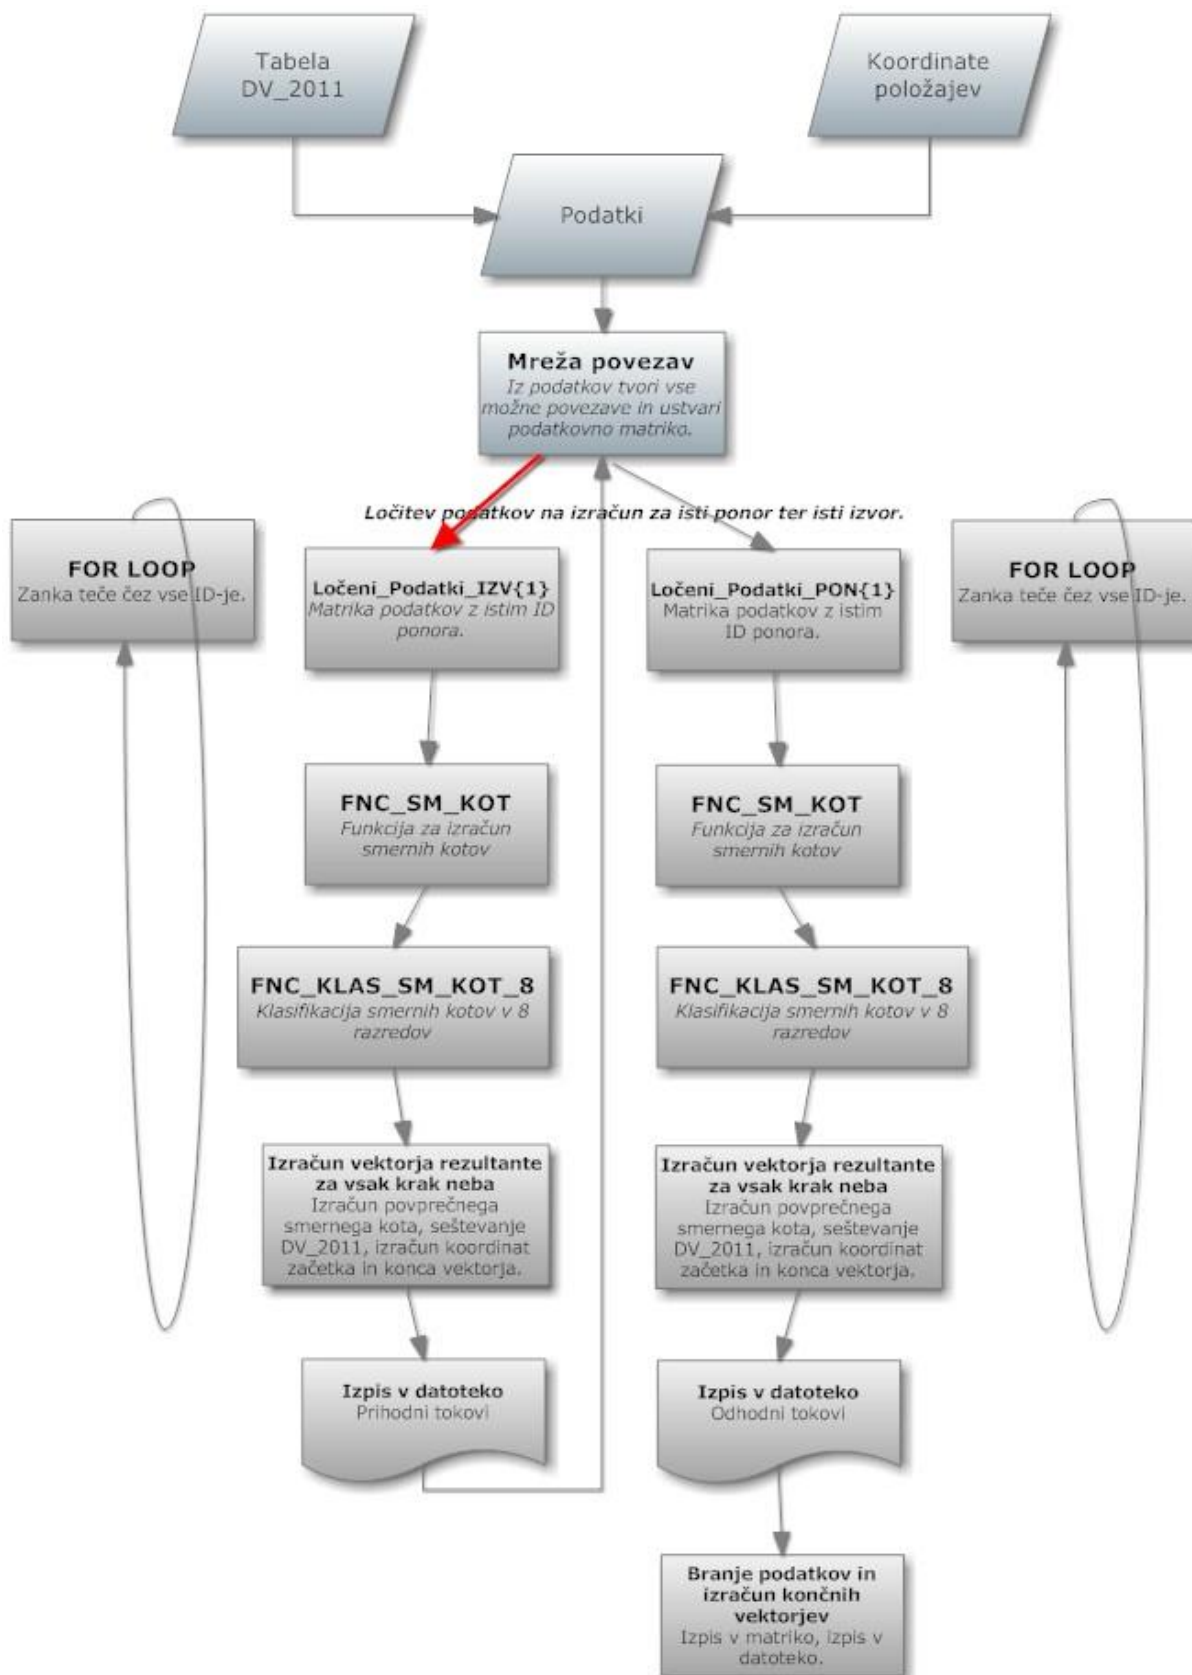 Tabela
DV_2011
Koordinate
položajev
Podatki
Mreža povezav
Iz podatkov tvori vse
možne povezave in ustvari
podatkovno matriko.
Ločitev podatkov na izračun za isti ponor ter isti izvor.
FOR LOOP
Zanka teče čez vse ID-je.
Ločeni_Podatki_IZV{1}
Matrika podatkov z istim ID
ponora.
Ločeni_Podatki_PON{1}
Matrika podatkov z istim
ID ponora.
FOR LOOP
Zanka teče čez vse ID-je.
FNC_SM_KOT
Funkcija za izračun
smernih kotov
FNC_SM_KOT
Funkcija za izračun
smernih kotov
FNC_KLAS_SM_KOT_8
Klasifikacija smernih kotov v 8
razredov
FNC_KLAS_SM_KOT_8
Klasifikacija smernih kotov v 8
razredov
Izračun vektorja rezultante
za vsak krak neba
Izračun povprečnega
smernega kota, seštevanje
DV_2011, izračun koordinat
začetka in konca vektorja.
Izračun vektorja rezultante
za vsak krak neba
Izračun povprečnega
smernega kota, seštevanje
DV_2011, izračun koordinat
začetka in konca vektorja.
Izpis v datoteko
Prihodni tokovi
Izpis v datoteko
Odhodni tokovi
Branje podatkov in
izračun končnih
vektorjev
Izpis v matriko, izpis v
datoteko.